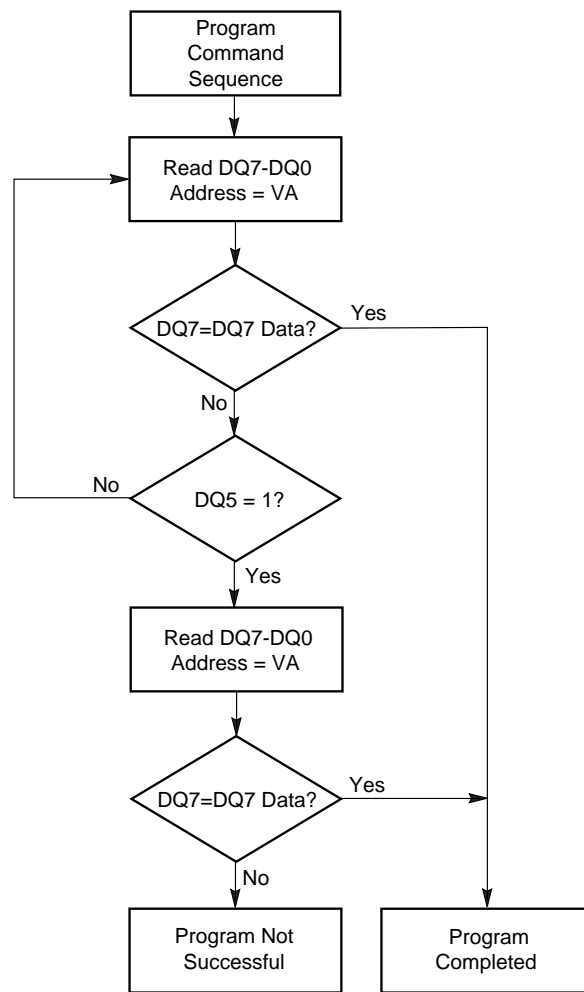 Program
Command
Sequence
Read DQ7-DQ0
Address = VA
DQ7=DQ7 Data?
Yes
No
No
DQ5 = 1?
Yes
Read DQ7-DQ0
Address = VA
DQ7=DQ7 Data?
Yes
No
Program Not
Successful
Program
Completed